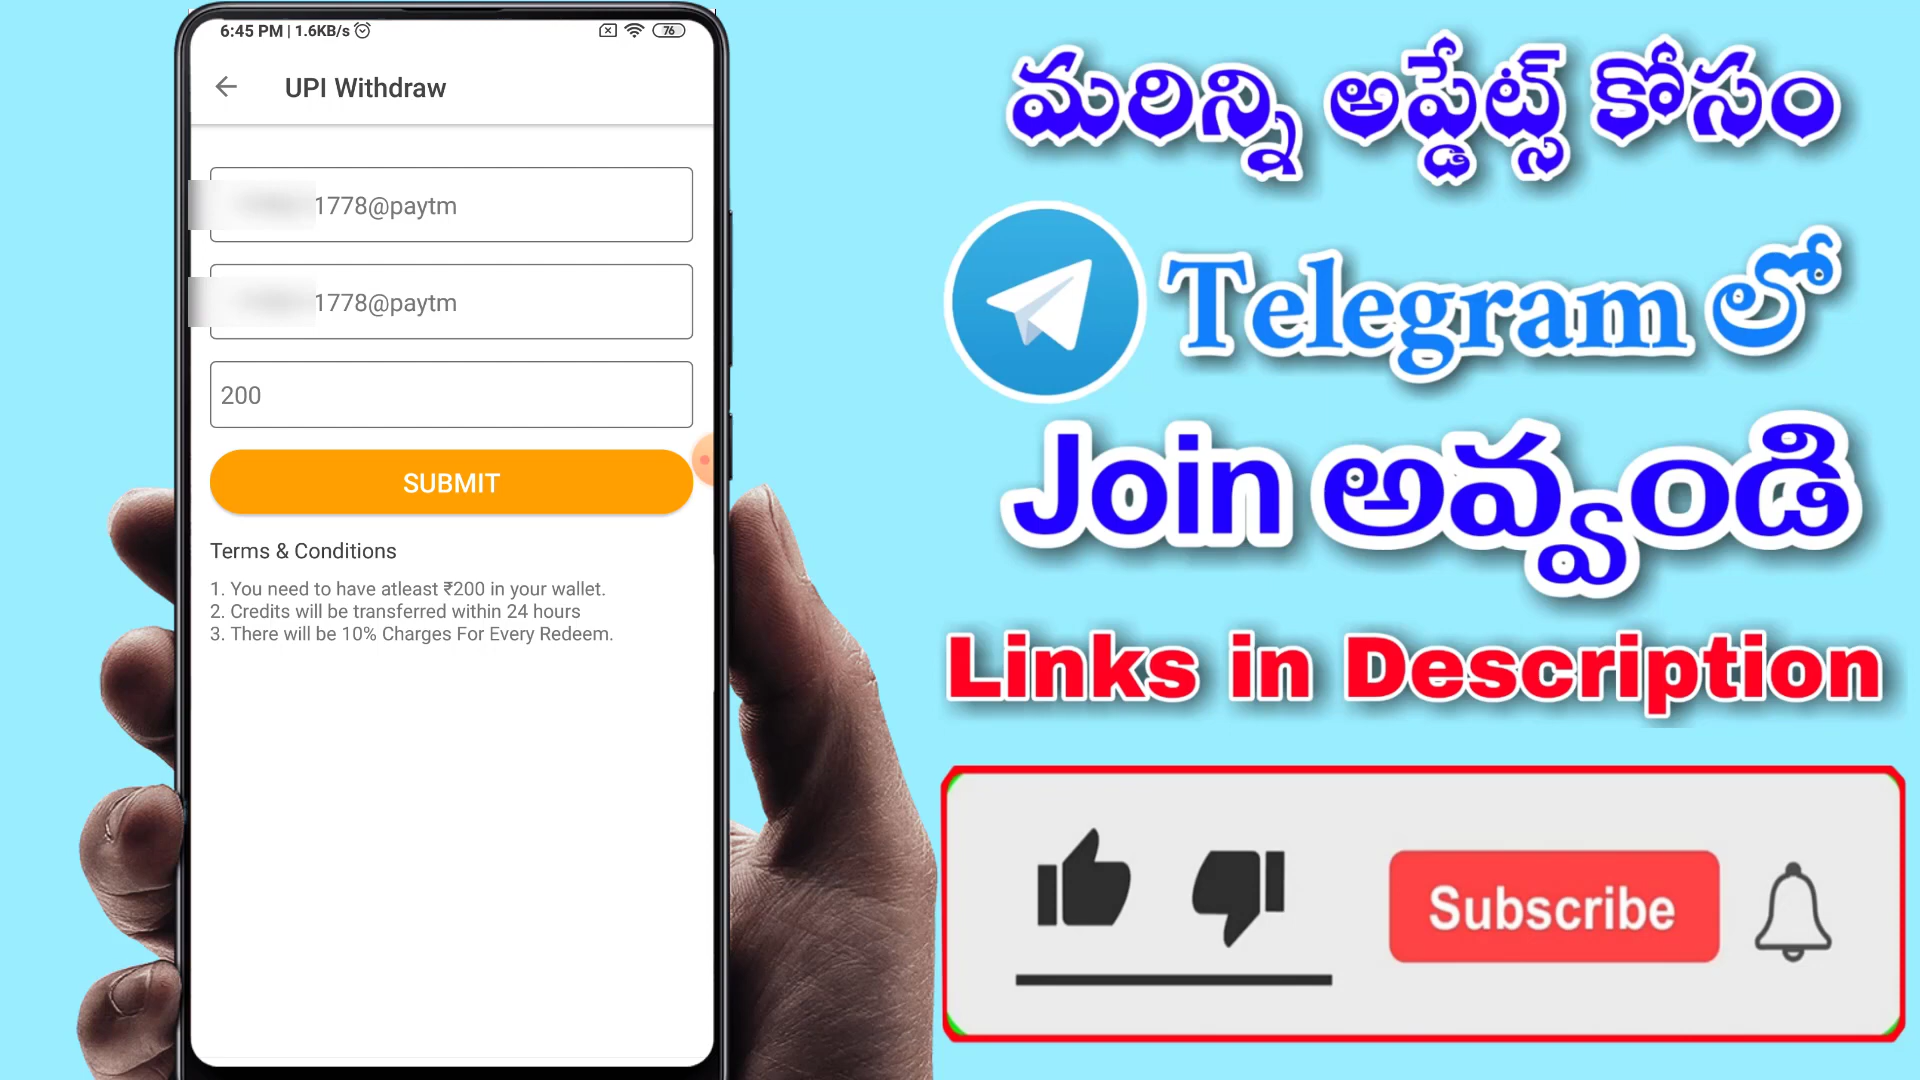 6:45 PM | 1.6KB/s
76
UPI Withdraw
1778@paytm
1778@paytm
200
SUBMIT
Terms & Conditions
1. You need to have atleast ₹200 in your wallet.
2. Credits will be transferred within 24 hours
3. There will be 10% Charges For Every Redeem.
మరిన్ని అప్డేట్స్ కోసం
Telegram లో
Join అవ్వండి
Links in Description
Subscribe